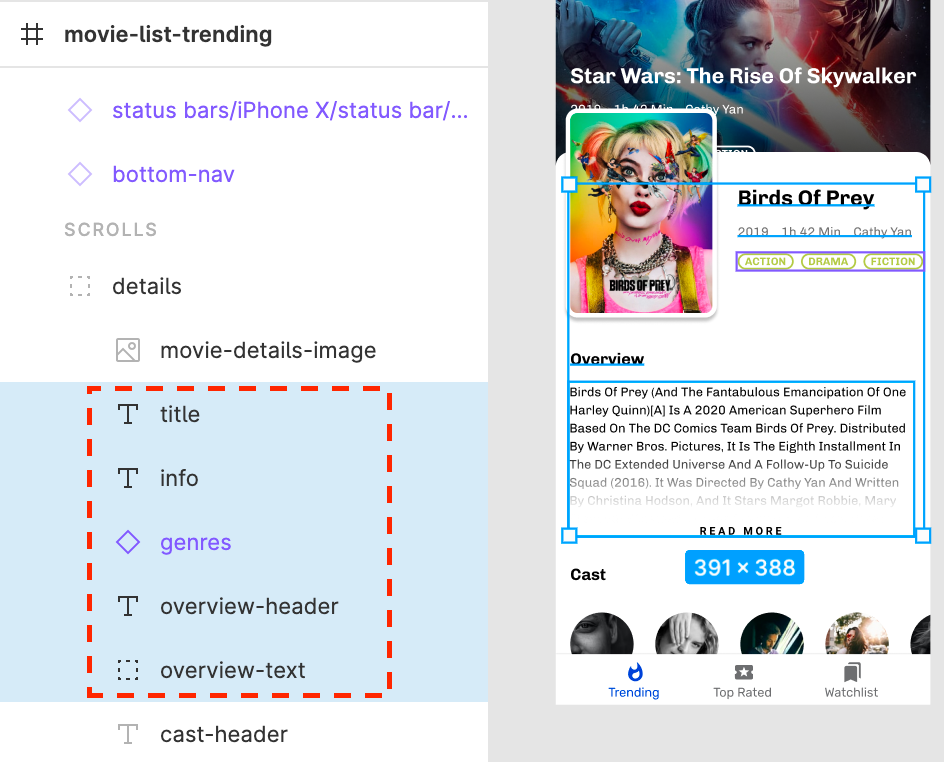 movie-list-trending
status bars/iPhone X/status bar/...
bottom-nav
SCROLLS
details
movie-details-image
title
info
genres
overview-header
overview-text
cast-header
Star Wars: The Rise Of Skywalker
2019 1h 42 Min Cathy Yan
Birds Of Prey
2019 1h 42 Min Cathy Yan
ACTION DRAMA FICTION
BIRDS OF PREY
Overview
Birds Of Prey (And The Fantabulous Emancipation Of One
Harley Quinn)[A] Is A 2020 American Superhero Film
Based On The DC Comics Team Birds Of Prey. Distributed
By Warner Bros. Pictures, It Is The Eighth Installment In
The DC Extended Universe And A Follow-Up To Suicide
Squad (2016). It Was Directed By Cathy Yan And Written
By Christina Hodson, And It Stars Margot Robbie, Mary
READ MORE
391 × 388
Cast
Trending Top Rated Watchlist